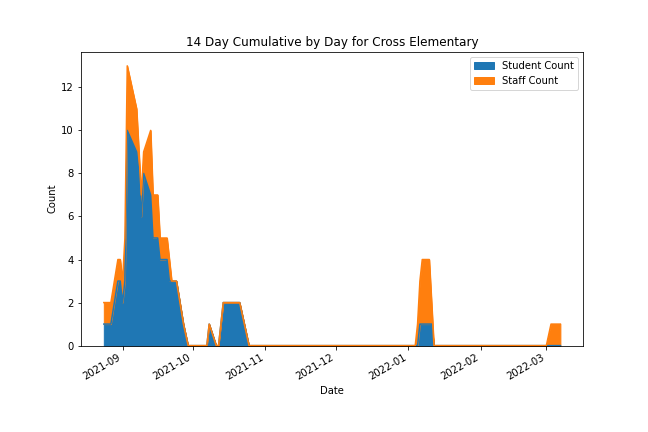 14 Day Cumulative by Day for Cross Elementary
Student Count
Staff Count
12
10
8
6
4
2
0
Count
2021-09
2021-10
2021-11
2021-12
2022-01
2022-02
2022-03
Date